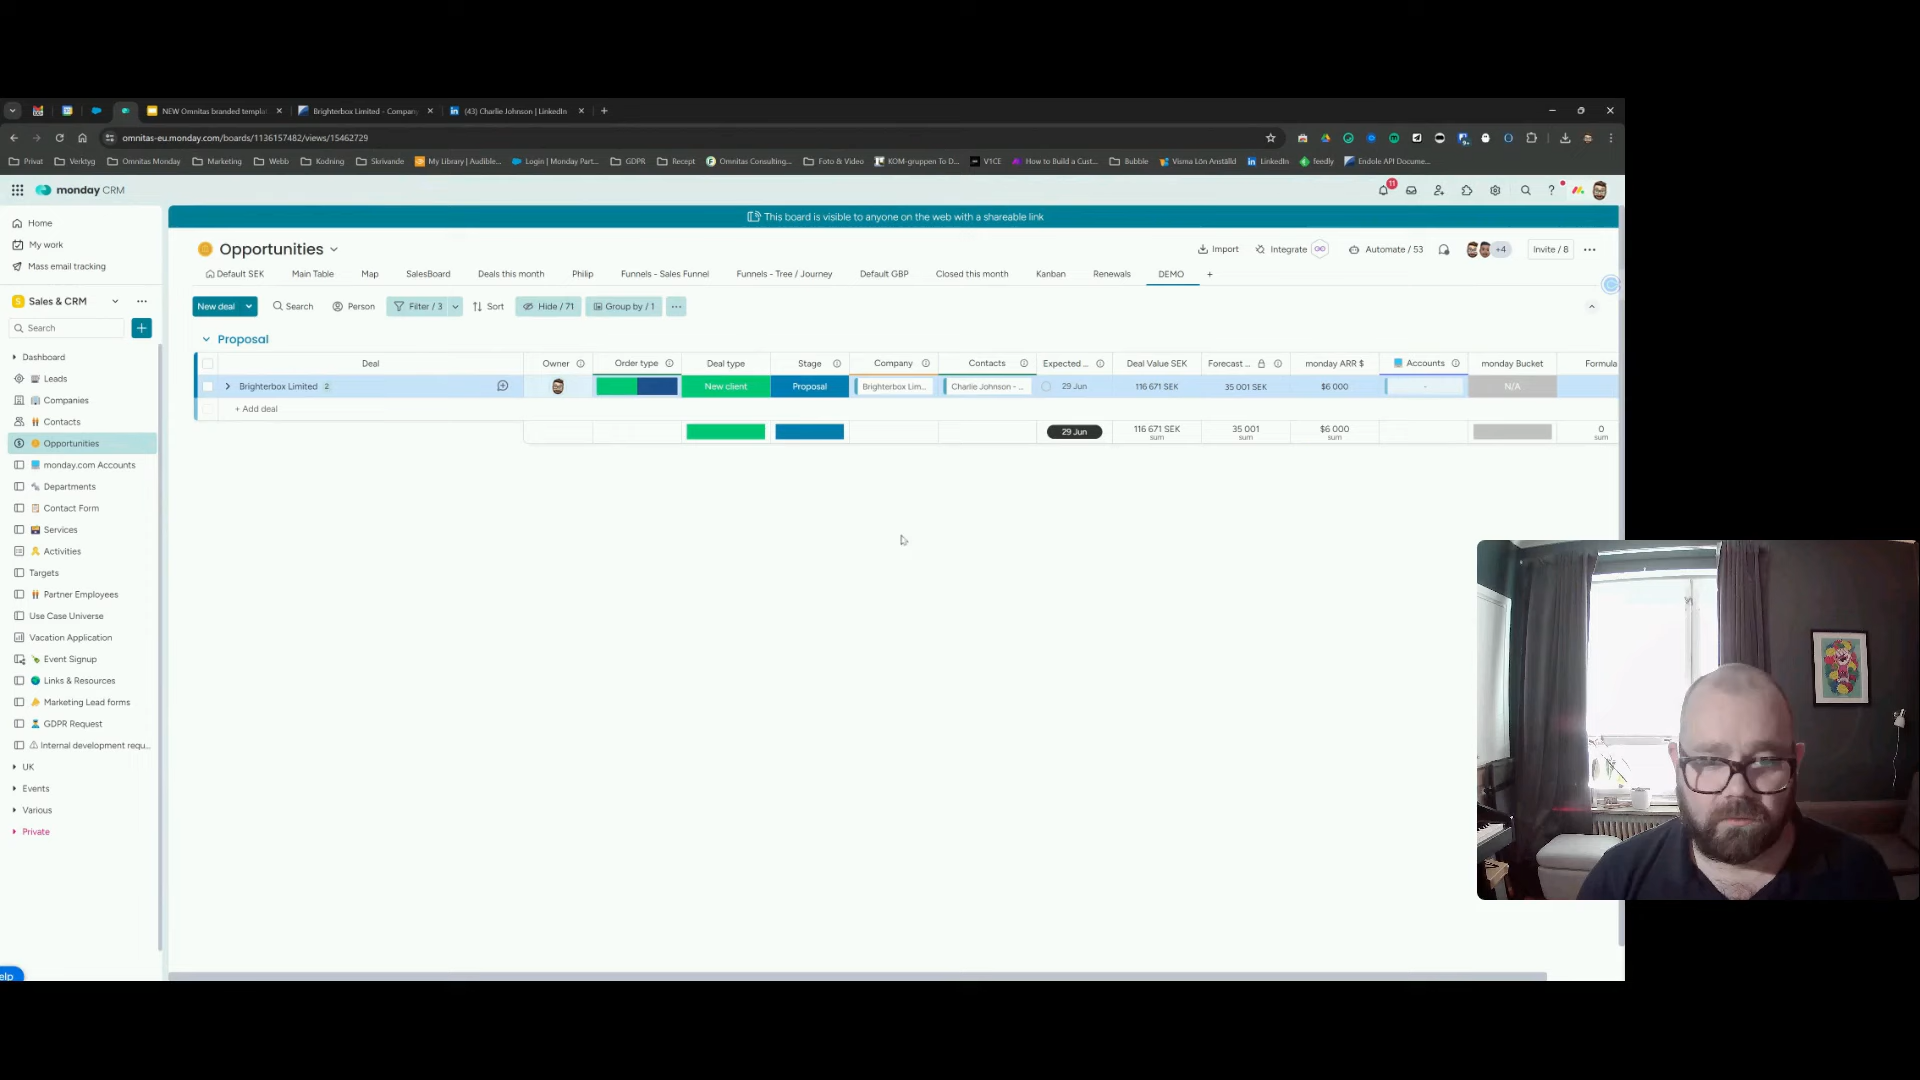 NEW Omnitas branded templa
Brighterbox Limited - Compan
(43) Charlie Johnson | LinkedIn
omnitas-eu.monday.com/boards/1136157482/views/15462729
Privat
Verktyg
Omnitas Monday
Marketing
Webb
Kodning
Skrivande
My Library | Audible...
Login | Monday Part...
GDPR
Recept
Omnitas Consulting...
Foto & Video
KOM-gruppen To D...
V1CE
How to Build a Cust...
Bubble
Visma Lön Anställd
LinkedIn
feedly
Endole API Docume...
monday CRM
11
Home
My work
Mass email tracking
Sales & CRM
Search
Dashboard
Leads
Companies
Contacts
Opportunities
monday.com Accounts
Departments
Contact Form
Services
Activities
Targets
Partner Employees
Use Case Universe
Vacation Application
Event Signup
Links & Resources
Marketing Lead forms
GDPR Request
Internal development requ...
UK
Events
Various
Private
elp
This board is visible to anyone on the web with a shareable link
Opportunities
Import
Integrate
Automate / 53
+4
Invite / 8
Default SEK
Main Table
Map
SalesBoard
Deals this month
Philip
Funnels - Sales Funnel
Funnels - Tree / Journey
Default GBP
Closed this month
Kanban
Renewals
DEMO
New deal
Search
Person
Filter / 3
Sort
Hide / 71
Group by / 1
Proposal
Deal
Owner
Order type
Deal type
Stage
Company
Contacts
Expected ...
Deal Value SEK
Forecast ...
monday ARR $
Accounts
monday Bucket
Formula
Brighterbox Limited 2
New client
Proposal
Brighterbox Lim...
Charlie Johnson - ...
29 Jun
116 671 SEK
35 001 SEK
$6 000
-
N/A
+ Add deal
29 Jun
116 671 SEK
sum
35 001
sum
$6 000
sum
0
sum